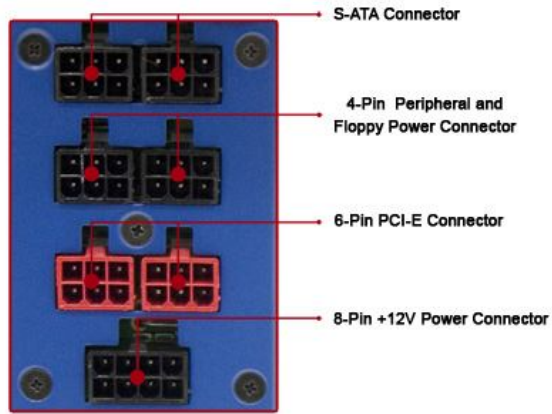 S-ATA Connector
4-Pin Peripheral and
Floppy Power Connector
6-Pin PCI-E Connector
8-Pin +12V Power Connector